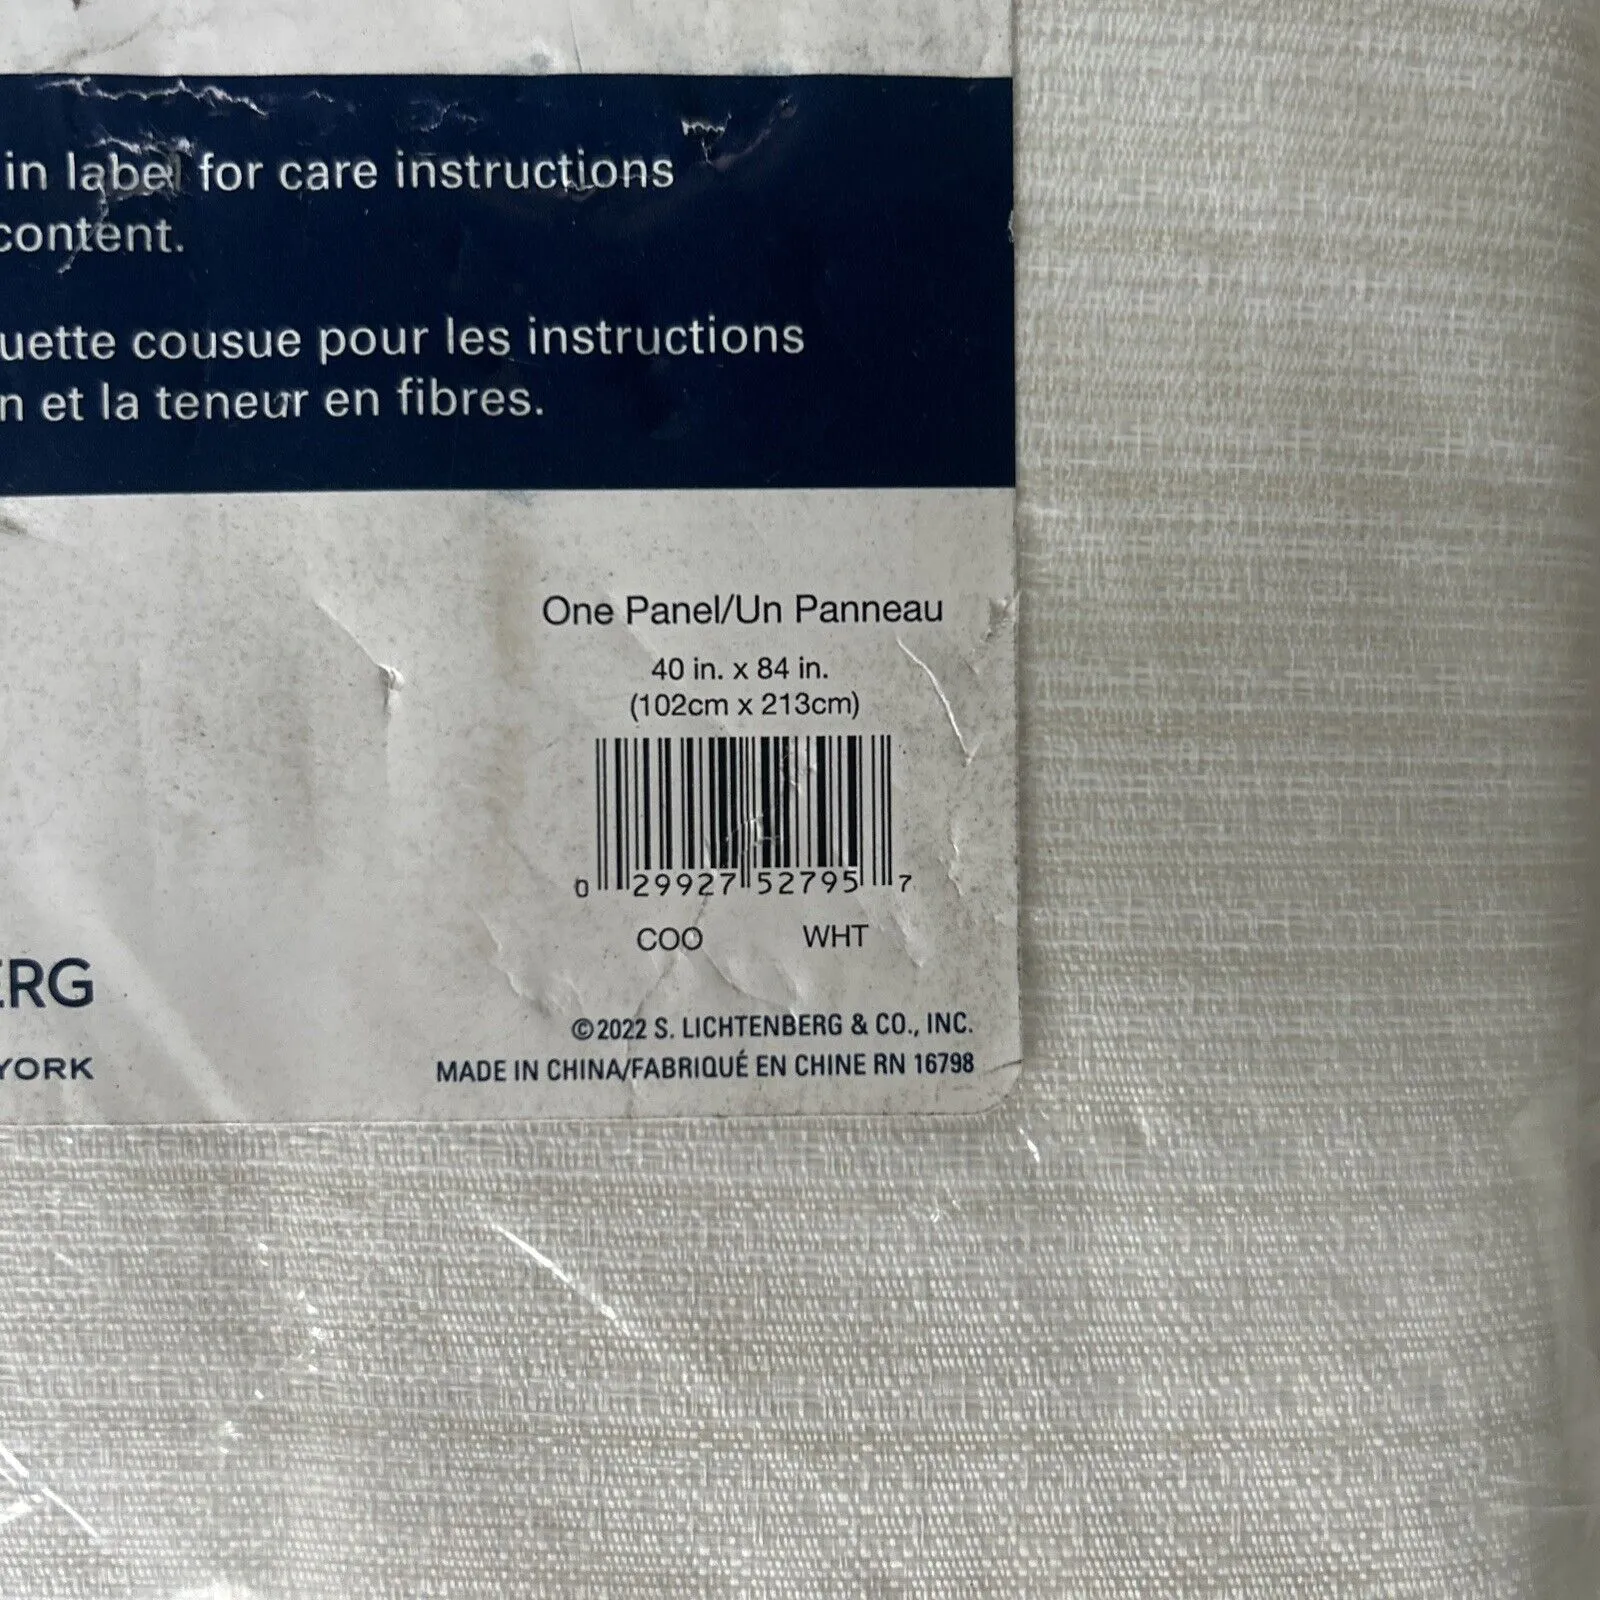 in label for care instructions
content.
uette cousue pour les instructions
n et la teneur en fibres.
One Panel/Un Panneau
40 in. x 84 in.
(102cm x 213cm)
0 29927 52795 7
COO WHT
ERG
YORK
©2022 S. LICHTENBERG & CO., INC.
MADE IN CHINA/FABRIQUÉ EN CHINE RN 16798